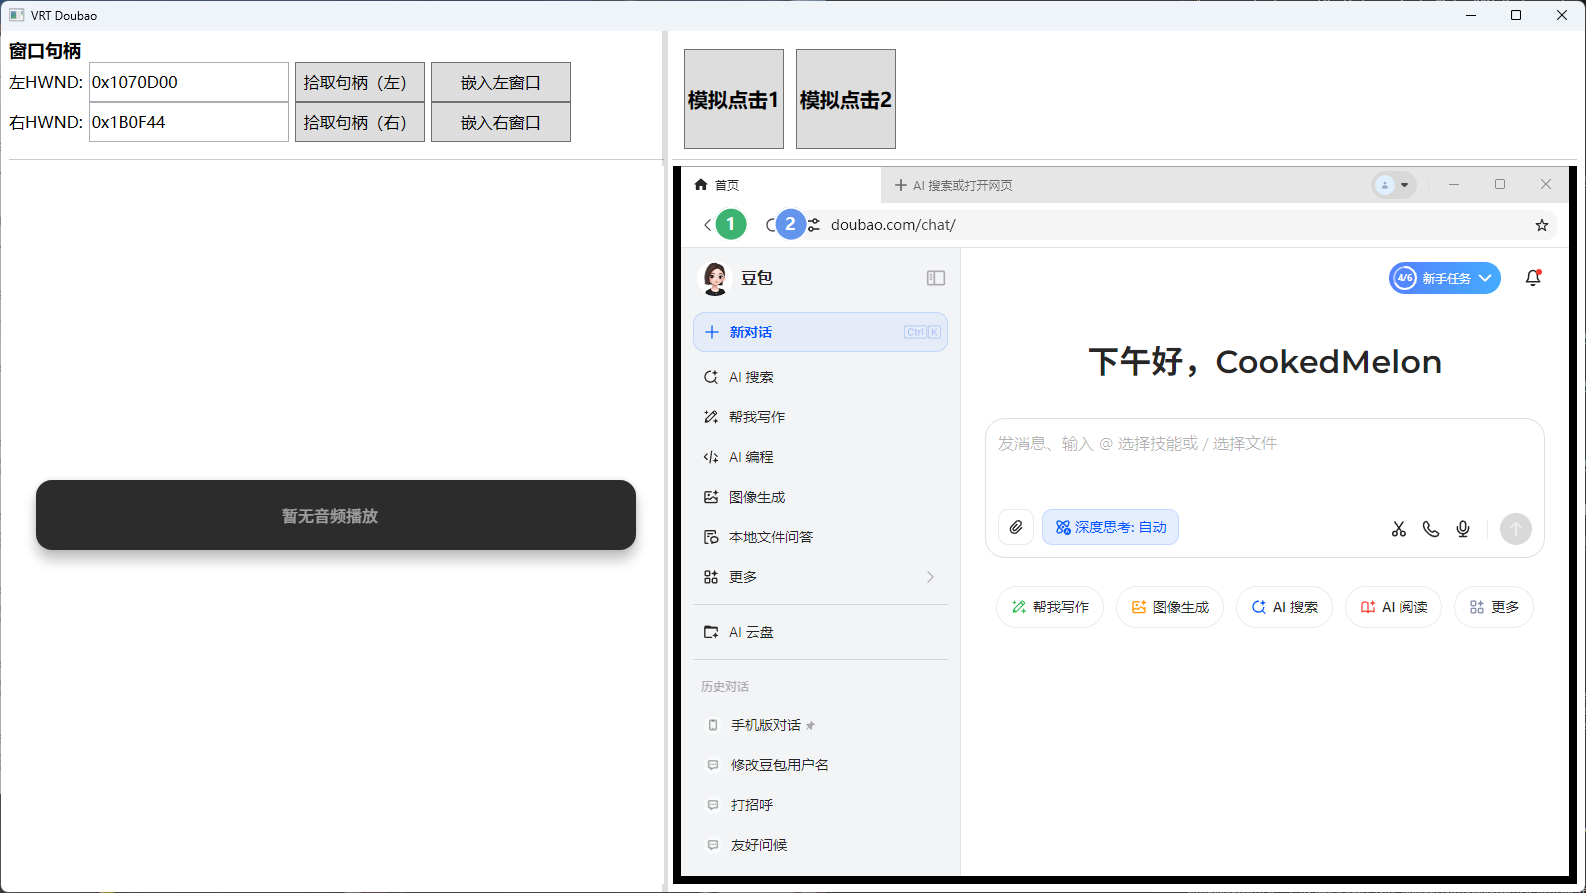 VRT Doubao
窗口句柄
左HWND: 0x1070D00 拾取句柄（左） 嵌入左窗口
右HWND: 0x1B0F44 拾取句柄（右） 嵌入右窗口
暂无音频播放
模拟点击1 模拟点击2
首页 AI 搜索或打开网页
1 2 doubao.com/chat/
豆包
新对话 Ctrl K
AI 搜索
帮我写作
AI 编程
图像生成
本地文件问答
更多
AI 云盘
历史对话
手机版对话
修改豆包用户名
打招呼
友好问候
4/6 新手任务
下午好，CookedMelon
发消息、输入 @ 选择技能或 / 选择文件
深度思考: 自动
帮我写作 图像生成 AI 搜索 AI 阅读 更多